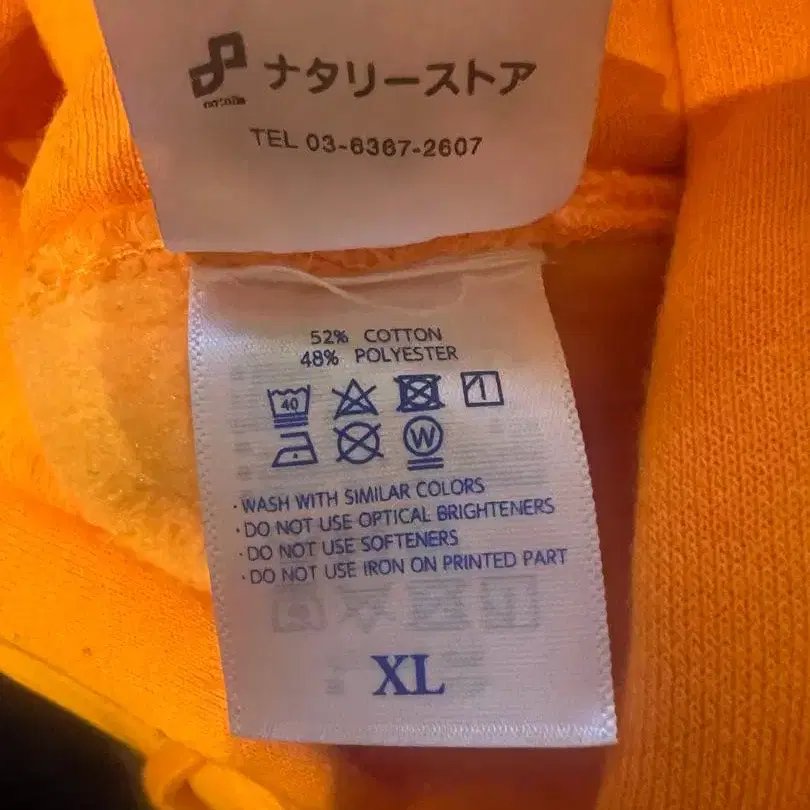 ナタリーストア
TEL 03-6367-2607
52% COTTON
48% POLYESTER
40
W
· WASH WITH SIMILAR COLORS
· DO NOT USE OPTICAL BRIGHTENERS
· DO NOT USE SOFTENERS
· DO NOT USE IRON ON PRINTED PART
XL